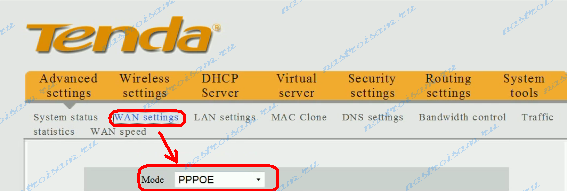 Tenda®
Advanced settings Wireless settings DHCP Server Virtual server Security settings Routing settings System tools
System status WAN settings LAN settings MAC Clone DNS settings Bandwidth control Traffic
statistics WAN speed
Mode PPPOE